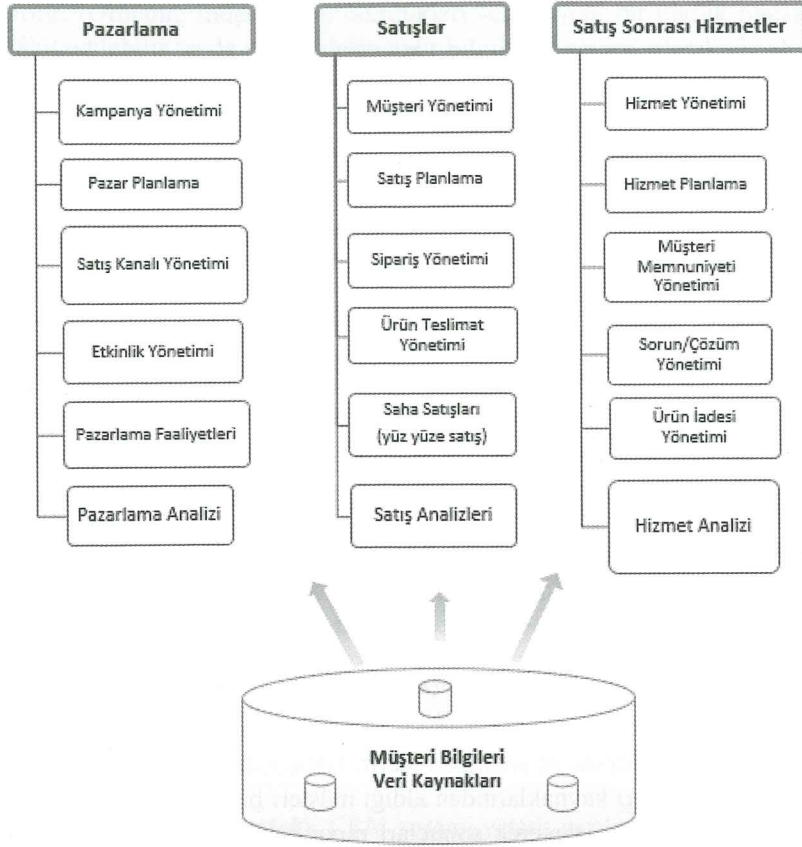 Pazarlama
Kampanya Yönetimi
Pazar Planlama
Satış Kanalı Yönetimi
Etkinlik Yönetimi
Pazarlama Faaliyetleri
Pazarlama Analizi
Satışlar
Müşteri Yönetimi
Satış Planlama
Sipariş Yönetimi
Ürün Teslimat
Yönetimi
Saha Satışları
(yüz yüze satış)
Satış Analizleri
Satış Sonrası Hizmetler
Hizmet Yönetimi
Hizmet Planlama
Müşteri
Memnuniyeti
Yönetimi
Sorun/Çözüm
Yönetimi
Ürün İadesi
Yönetimi
Hizmet Analizi
Müşteri Bilgileri
Veri Kaynakları